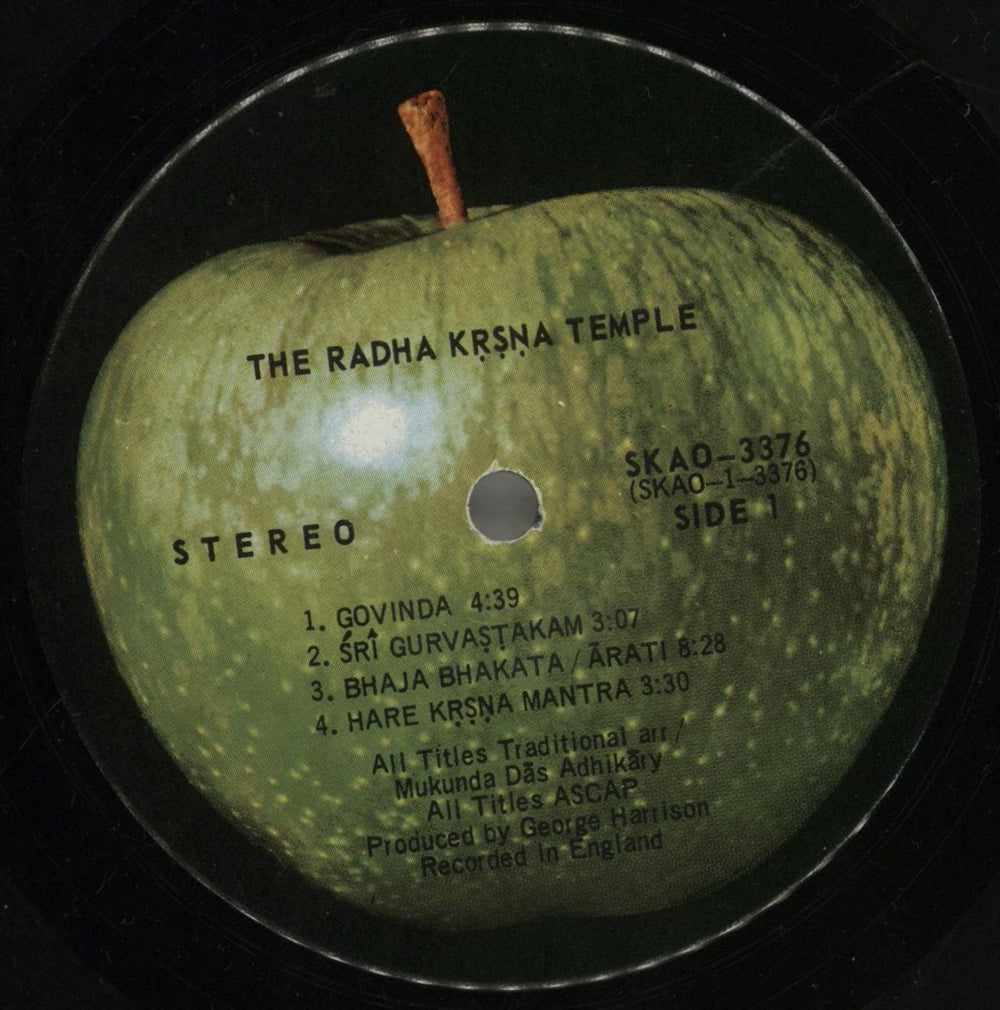 THE RADHA KṚṢṆA TEMPLE
SKAO-3376
(SKAO-1-3376)
SIDE 1
STEREO
1. GOVINDA 4:39
2. ŚRÎ GURVAṢṬAKAM 3:07
3. BHAJA BHAKATA/ĀRATI 8:28
4. HARE KṚṢṆA MANTRA 3:30
All Titles Traditional arr/
Mukunda Dās Adhikāry
All Titles ASCAP
Produced by George Harrison
Recorded in England